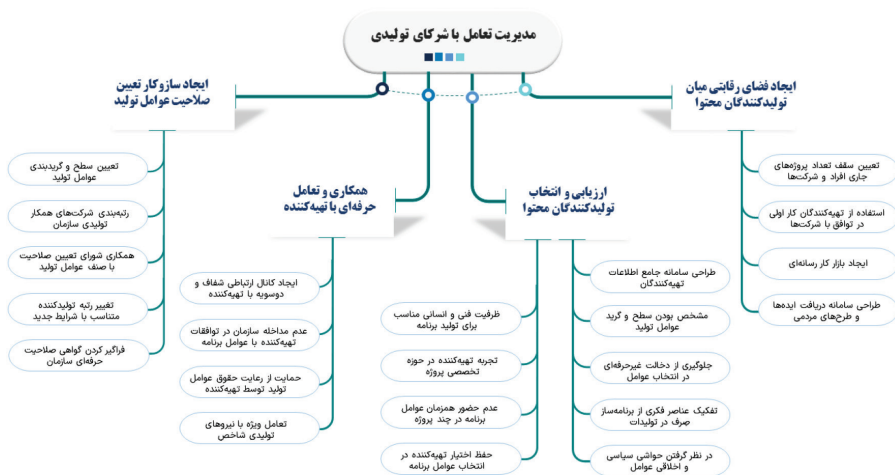 مدیریت تعامل با شرکای تولیدی
ایجاد فضای رقابتی میان
تولیدکنندگان محتوا
تعیین سقف تعداد پروژه‌های
جاری افراد و شرکت‌ها
استفاده از تهیه‌کنندگان کار اولی
در توافق با شرکت‌ها
ایجاد بازار کار رسانه‌ای
طراحی سامانه دریافت ایده‌ها
و طرح‌های مردمی
ارزیابی و انتخاب
تولیدکنندگان محتوا
طراحی سامانه جامع اطلاعات
تهیه‌کنندگان
مشخص بودن سطح و گرید
عوامل تولید
جلوگیری از دخالت غیرحرفه‌ای
در انتخاب عوامل
تفکیک عناصر فکری از برنامه‌ساز
صِرف در تولیدات
در نظر گرفتن حواشی سیاسی
و اخلاقی عوامل
ظرفیت فنی و انسانی مناسب
برای تولید برنامه
تجربه تهیه‌کننده در حوزه
تخصصی پروژه
عدم حضور همزمان عوامل
برنامه در چند پروژه
حفظ اختیار تهیه‌کننده در
انتخاب عوامل برنامه
همکاری و تعامل
حرفه‌ای با تهیه‌کننده
ایجاد کانال ارتباطی شفاف و
دوسویه با تهیه‌کننده
عدم مداخله سازمان در توافقات
تهیه‌کننده با عوامل برنامه
حمایت از رعایت حقوق عوامل
تولید توسط تهیه‌کننده
تعامل ویژه با نیروهای
تولیدی شاخص
ایجاد سازوکار تعیین
صلاحیت عوامل تولید
تعیین سطح و گریدبندی
عوامل تولید
رتبه‌بندی شرکت‌های همکار
تولیدی سازمان
همکاری شورای تعیین صلاحیت
با صنف عوامل تولید
تغییر رتبه تولیدکننده
متناسب با شرایط جدید
فراگیر کردن گواهی صلاحیت
حرفه‌ای سازمان